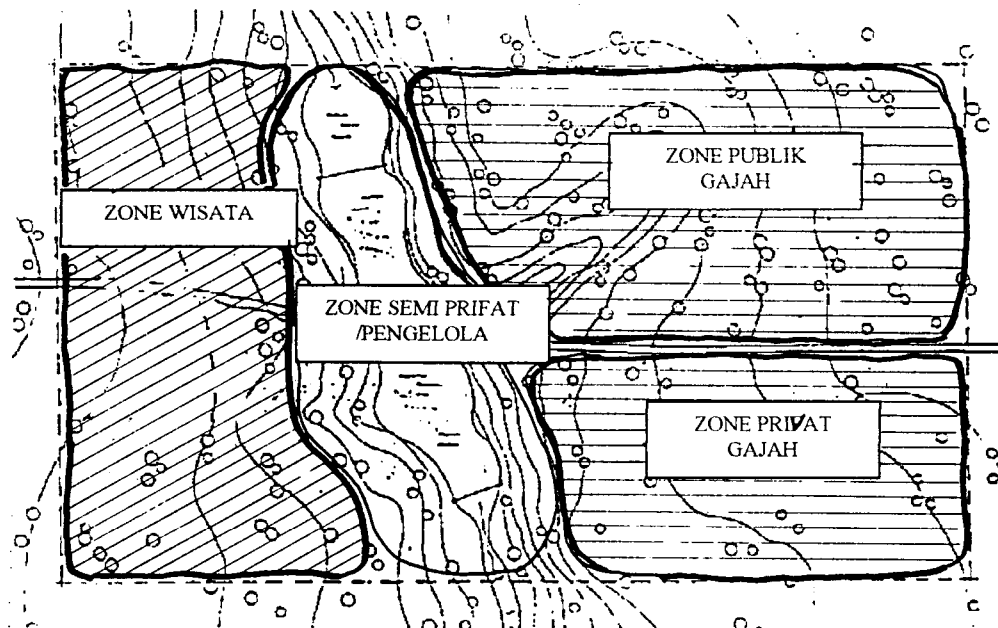 ZONE PUBLIK
GAJAH
ZONE WISATA
ZONE SEMI PRIFAT
/PENGELOLA
ZONE PRIVAT
GAJAH